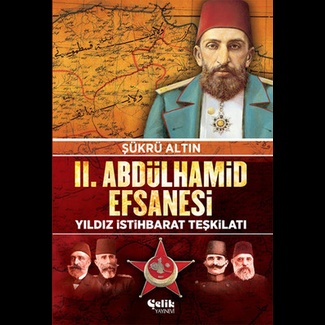 ŞÜKRÜ ALTIN
II. ABDÜLHAMİD
EFSANESİ
YILDIZ İSTİHBARAT TEŞKİLATI
Çelik
YAYINEVİ